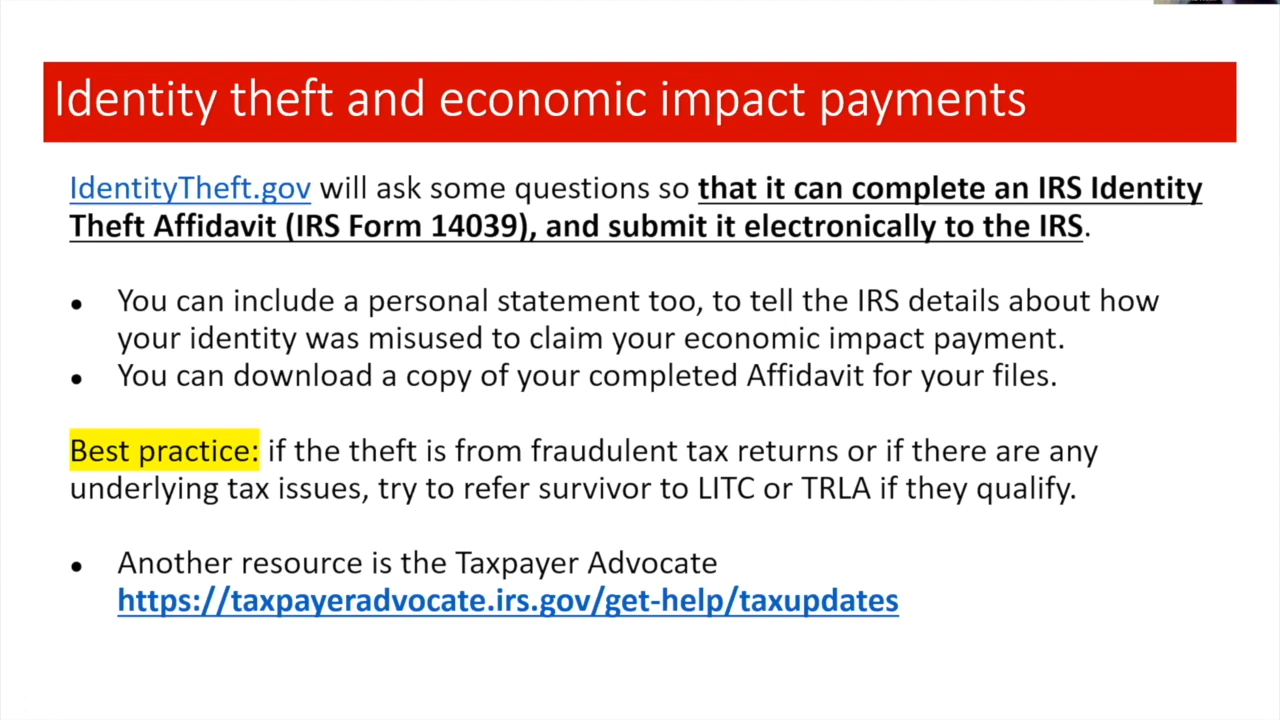 Identity theft and economic impact payments
IdentityTheft.gov will ask some questions so that it can complete an IRS Identity
Theft Affidavit (IRS Form 14039), and submit it electronically to the IRS.
● You can include a personal statement too, to tell the IRS details about how
your identity was misused to claim your economic impact payment.
● You can download a copy of your completed Affidavit for your files.
Best practice: if the theft is from fraudulent tax returns or if there are any
underlying tax issues, try to refer survivor to LITC or TRLA if they qualify.
● Another resource is the Taxpayer Advocate
https://taxpayeradvocate.irs.gov/get-help/taxupdates